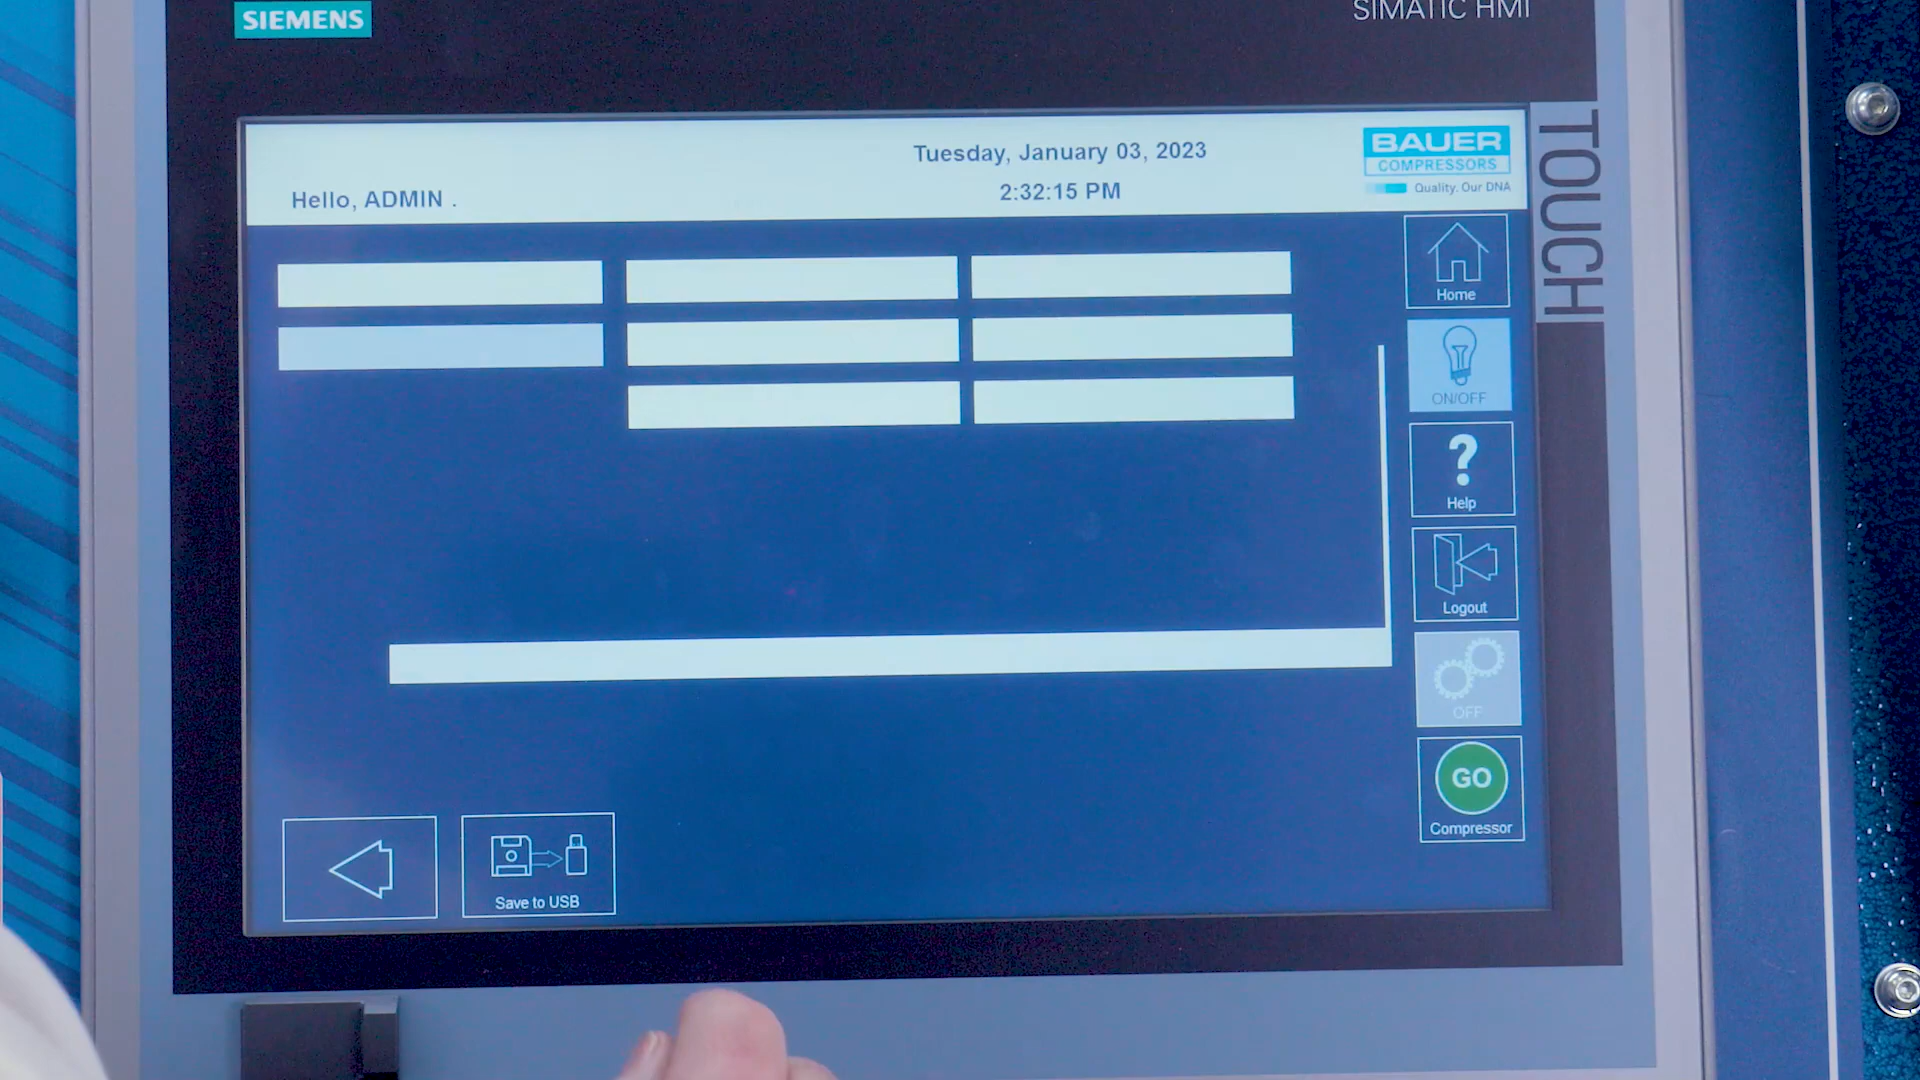 SIEMENS
SIMATIC HMI
TOUCH
Tuesday, January 03, 2023
2:32:15 PM
Hello, ADMIN .
BAUER
COMPRESSORS
Quality. Our DNA
Home
ON/OFF
Help
Logout
OFF
GO
Compressor
Save to USB